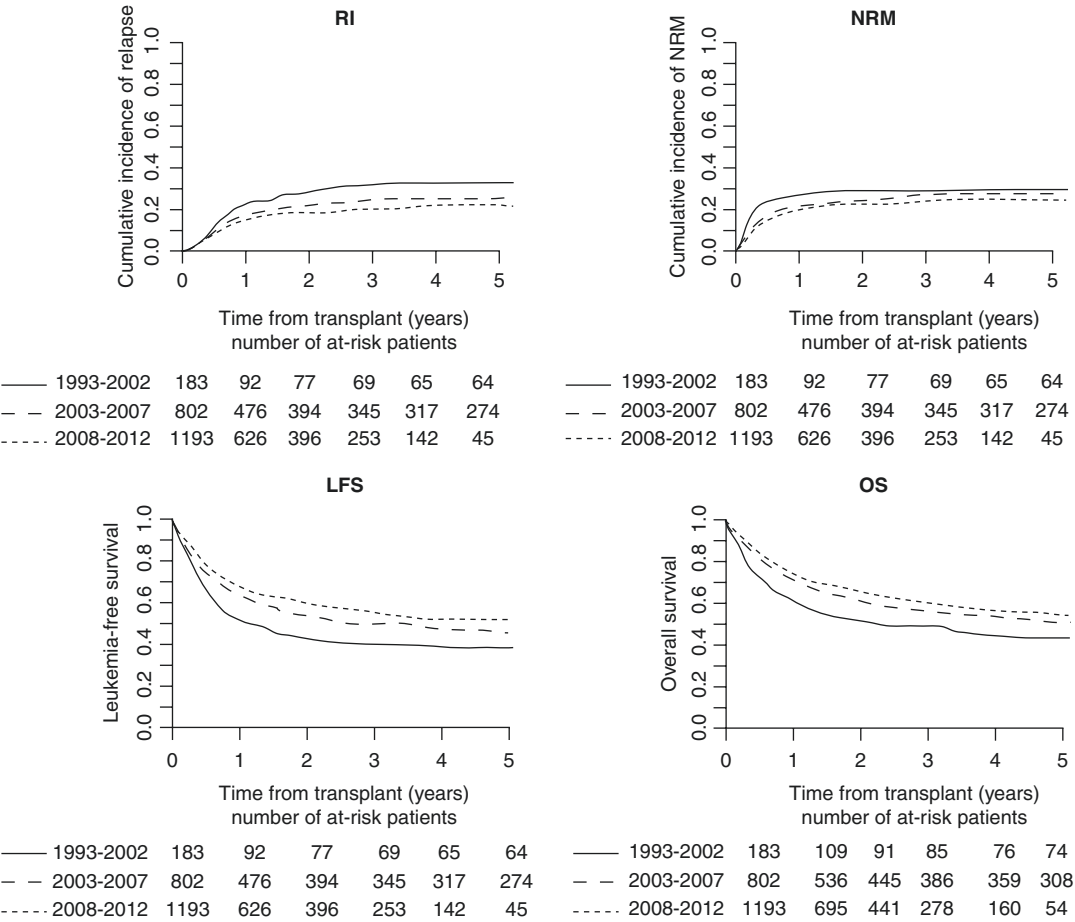 RI
Cumulative incidence of relapse
1.0
0.8
0.6
0.4
0.2
0.0
0 1 2 3 4 5
Time from transplant (years)
number of at-risk patients
1993-2002 183 92 77 69 65 64
2003-2007 802 476 394 345 317 274
2008-2012 1193 626 396 253 142 45
NRM
Cumulative incidence of NRM
1.0
0.8
0.6
0.4
0.2
0.0
0 1 2 3 4 5
Time from transplant (years)
number of at-risk patients
1993-2002 183 92 77 69 65 64
2003-2007 802 476 394 345 317 274
2008-2012 1193 626 396 253 142 45
LFS
Leukemia-free survival
1.0
0.8
0.6
0.4
0.2
0.0
0 1 2 3 4 5
Time from transplant (years)
number of at-risk patients
1993-2002 183 92 77 69 65 64
2003-2007 802 476 394 345 317 274
2008-2012 1193 626 396 253 142 45
OS
Overall survival
1.0
0.8
0.6
0.4
0.2
0.0
0 1 2 3 4 5
Time from transplant (years)
number of at-risk patients
1993-2002 183 109 91 85 76 74
2003-2007 802 536 445 386 359 308
2008-2012 1193 695 441 278 160 54